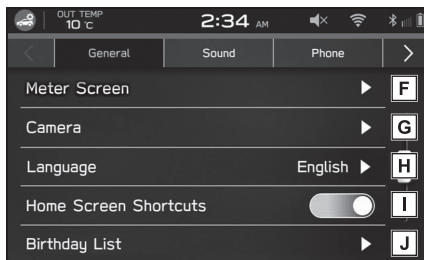 OUT TEMP
10 °C
2:34 AM
General Sound Phone
Meter Screen F
Camera G
Language English H
Home Screen Shortcuts I
Birthday List J